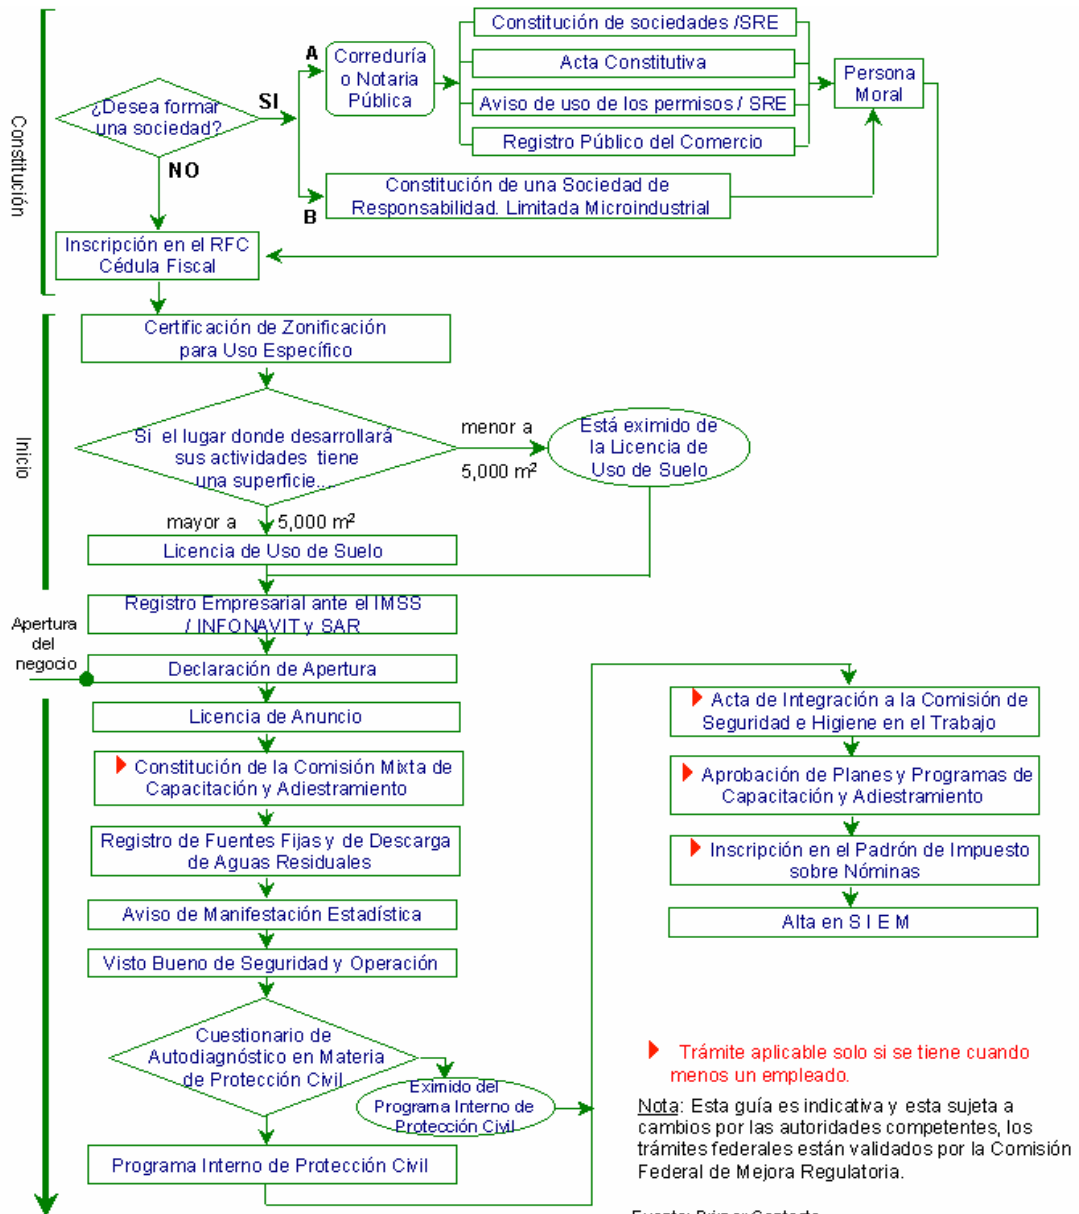 Constitución
¿Desea formar
una sociedad?
SI
NO
A
B
Correduría
o Notaria
Pública
Constitución de sociedades /SRE
Acta Constitutiva
Aviso de uso de los permisos / SRE
Registro Público del Comercio
Persona
Moral
Constitución de una Sociedad de
Responsabilidad. Limitada Microindustrial
Inscripción en el RFC
Cédula Fiscal
Inicio
Certificación de Zonificación
para Uso Específico
Si el lugar donde desarrollará
sus actividades tiene
una superficie....
menor a
5,000 m²
Está eximido de
la Licencia de
Uso de Suelo
mayor a 5,000 m²
Licencia de Uso de Suelo
Registro Empresarial ante el IMSS
/ INFONAVIT y SAR
Apertura
del
negocio
Declaración de Apertura
Licencia de Anuncio
Constitución de la Comisión Mixta de
Capacitación y Adiestramiento
Registro de Fuentes Fijas y de Descarga
de Aguas Residuales
Aviso de Manifestación Estadística
Visto Bueno de Seguridad y Operación
Cuestionario de
Autodiagnóstico en Materia
de Protección Civil
Eximido del
Programa Interno de
Protección Civil
Programa Interno de Protección Civil
Acta de Integración a la Comisión de
Seguridad e Higiene en el Trabajo
Aprobación de Planes y Programas de
Capacitación y Adiestramiento
Inscripción en el Padrón de Impuesto
sobre Nóminas
Alta en S I E M
Trámite aplicable solo si se tiene cuando
menos un empleado.
Nota: Esta guía es indicativa y esta sujeta a
cambios por las autoridades competentes, los
trámites federales están validados por la Comisión
Federal de Mejora Regulatoria.
Fuente: Primer Contacto